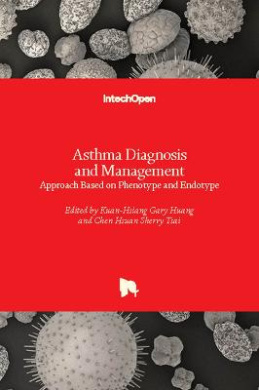 IntechOpen
Asthma Diagnosis
and Management
Approach Based on Phenotype and Endotype
Edited by Kuan-Hsiang Gary Huang
and Chen Hsuan Sherry Tsai